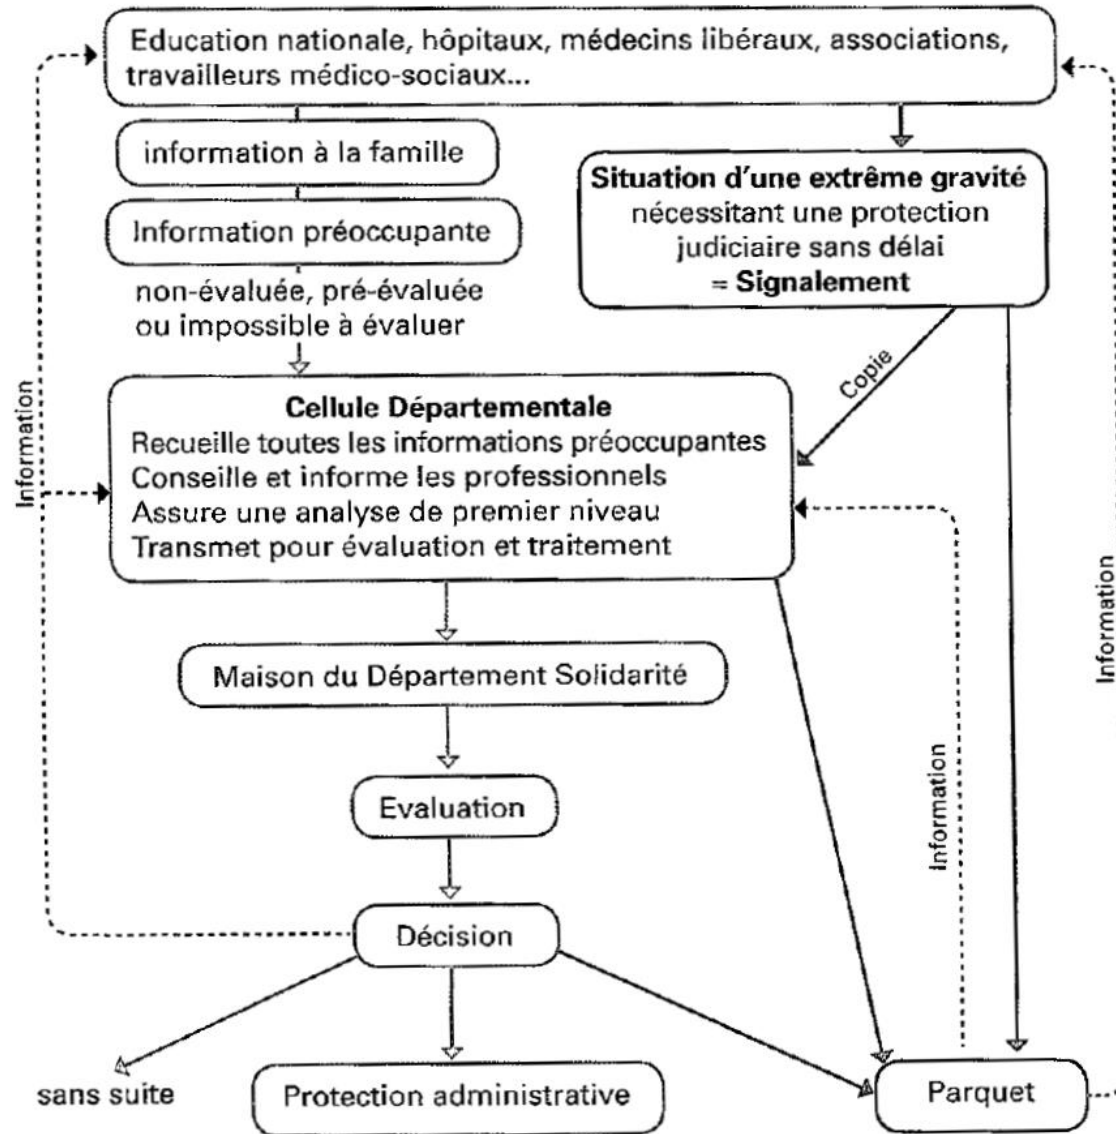 Education nationale, hôpitaux, médecins libéraux, associations,
travailleurs médico-sociaux...
information à la famille
Information préoccupante
non-évaluée, pré-évaluée
ou impossible à évaluer
Situation d'une extrême gravité
nécessitant une protection
judiciaire sans délai
= Signalement
Copie
Information
Cellule Départementale
Recueille toutes les informations préoccupantes
Conseille et informe les professionnels
Assure une analyse de premier niveau
Transmet pour évaluation et traitement
Information
Maison du Département Solidarité
Evaluation
Information
Décision
sans suite
Protection administrative
Parquet